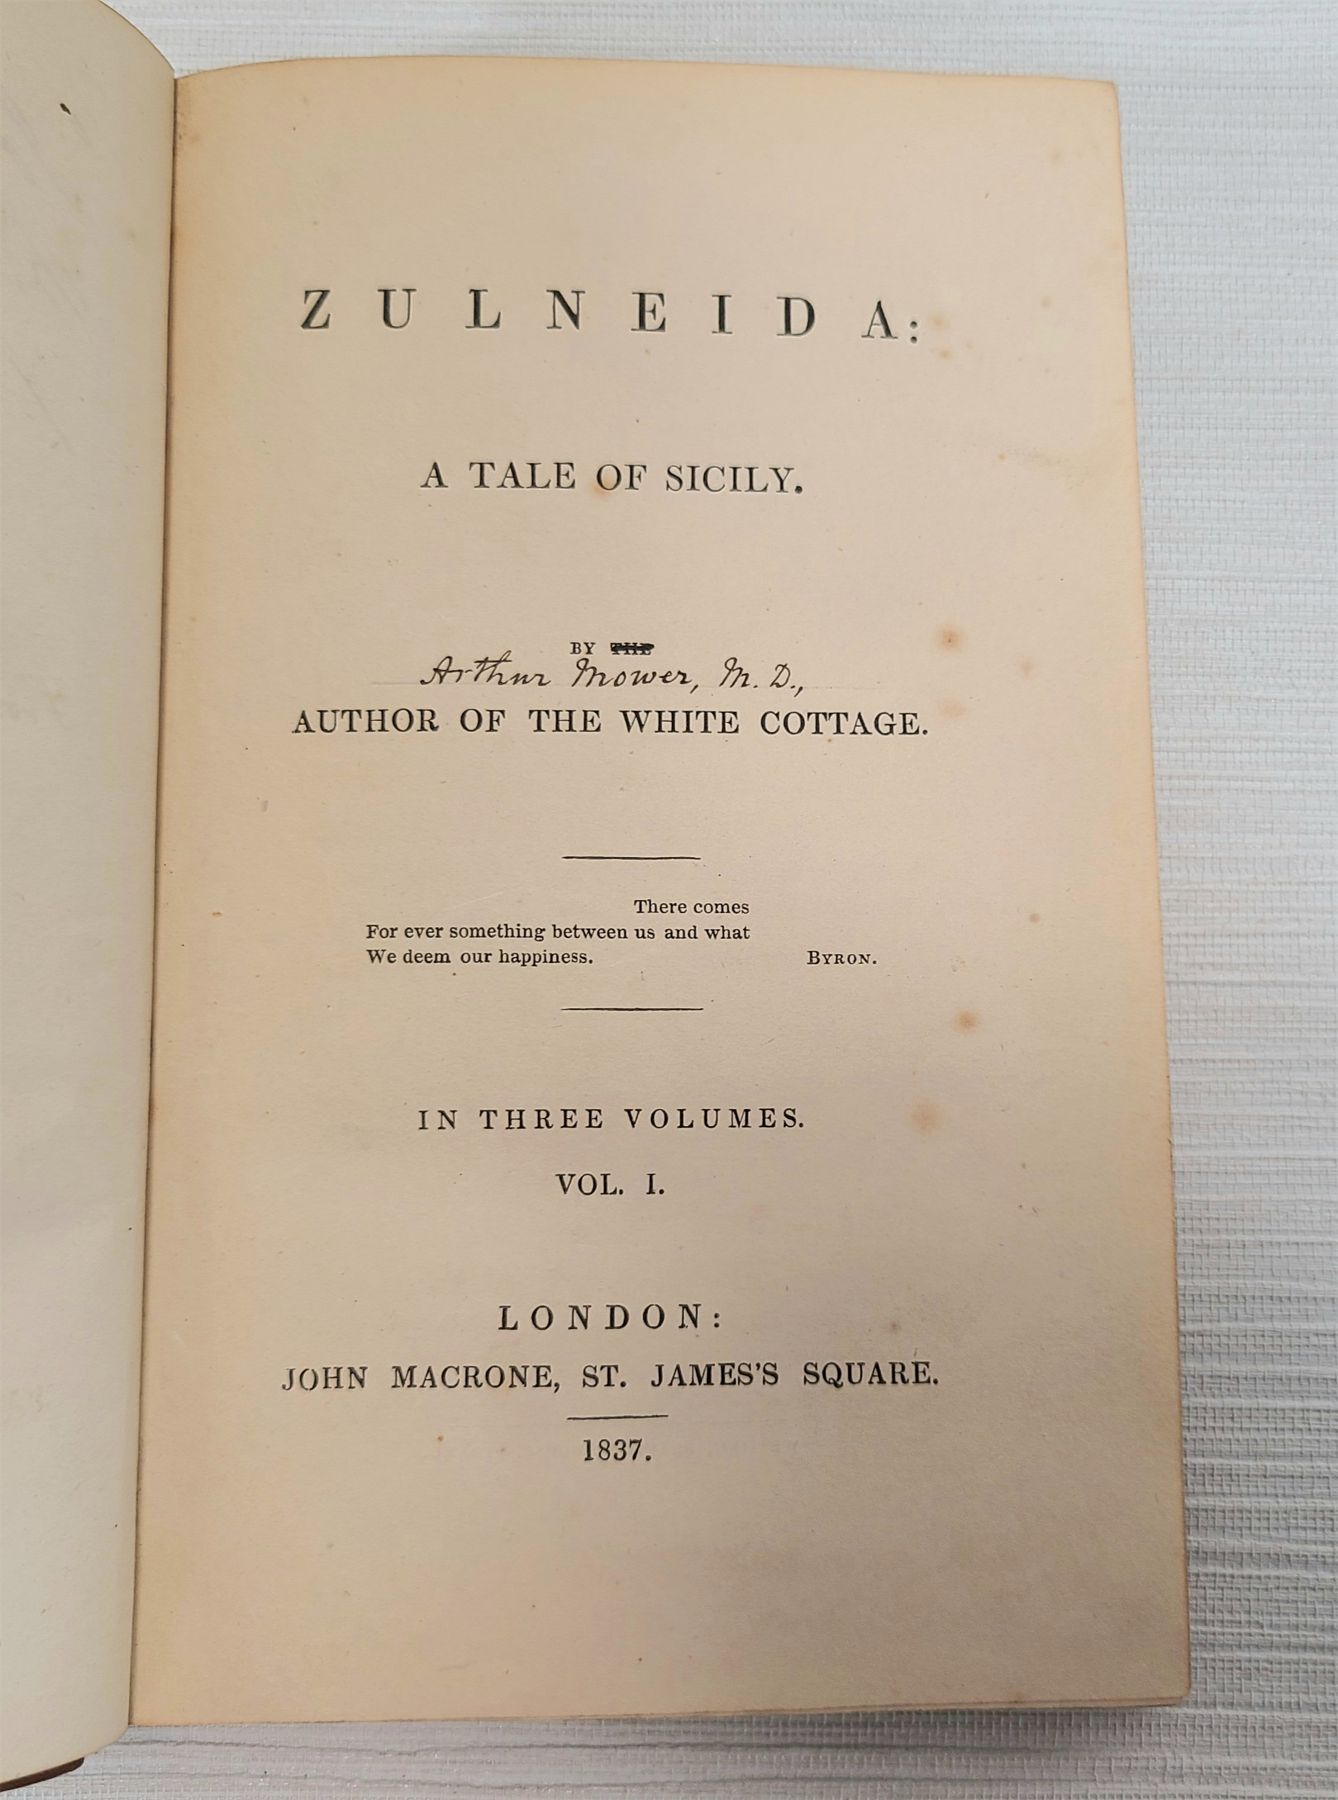 ZULNEIDA:
A TALE OF SICILY.
BY THE
Arthur Mower, M. D.,
AUTHOR OF THE WHITE COTTAGE.
There comes
For ever something between us and what
We deem our happiness. BYRON.
IN THREE VOLUMES.
VOL. I.
LONDON:
JOHN MACRONE, ST. JAMES'S SQUARE.
1837.